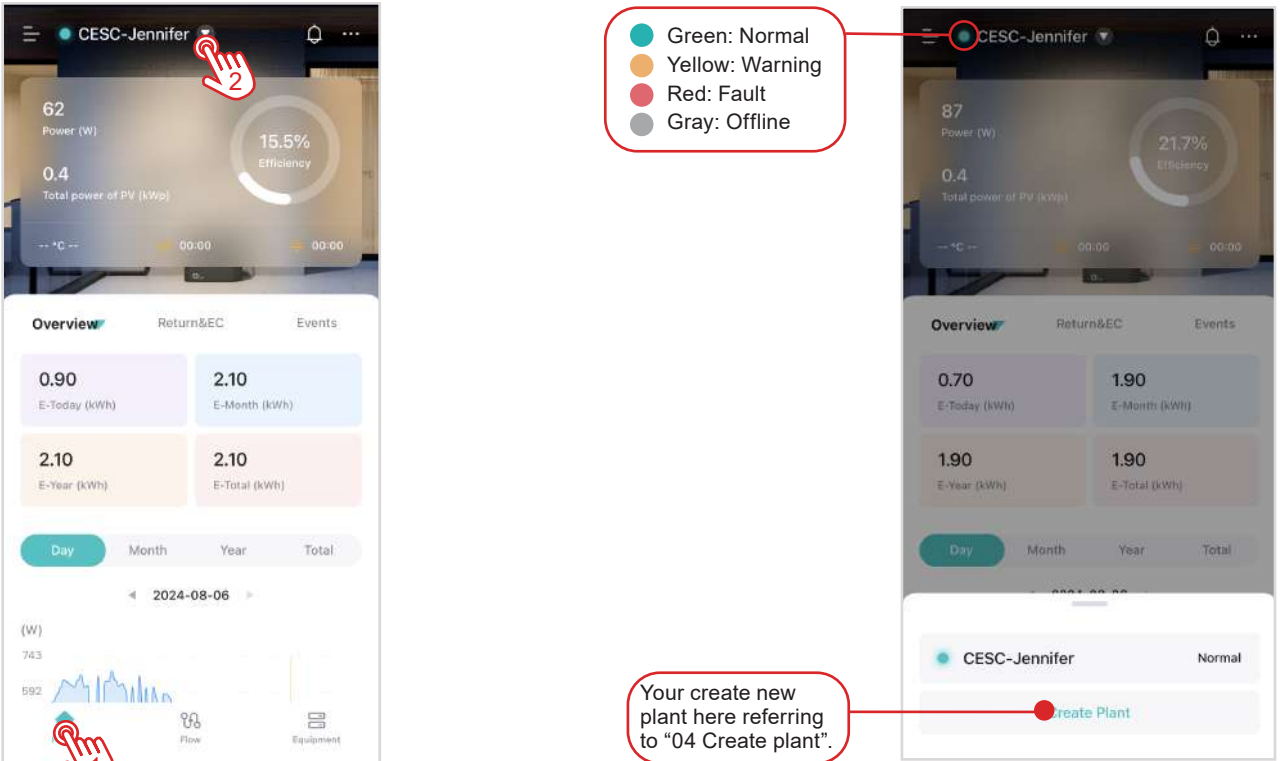 CESC-Jennifer
2
62
Power (W)
15.5%
Efficiency
0.4
Total power of PV (kWp)
-- °C --
00:00
00:00
Overview
Return&EC
Events
0.90
E-Today (kWh)
2.10
E-Month (kWh)
2.10
E-Year (kWh)
2.10
E-Total (kWh)
Day
Month
Year
Total
2024-08-06
(W)
743
592
Flow
Equipment
Green: Normal
Yellow: Warning
Red: Fault
Gray: Offline
Your create new
plant here referring
to “04 Create plant”.
CESC-Jennifer
87
Power (W)
21.7%
Efficiency
0.4
Total power of PV (kWp)
-- °C --
00:00
00:00
Overview
Return&EC
Events
0.70
E-Today (kWh)
1.90
E-Month (kWh)
1.90
E-Year (kWh)
1.90
E-Total (kWh)
Day
Month
Year
Total
CESC-Jennifer
Normal
Create Plant